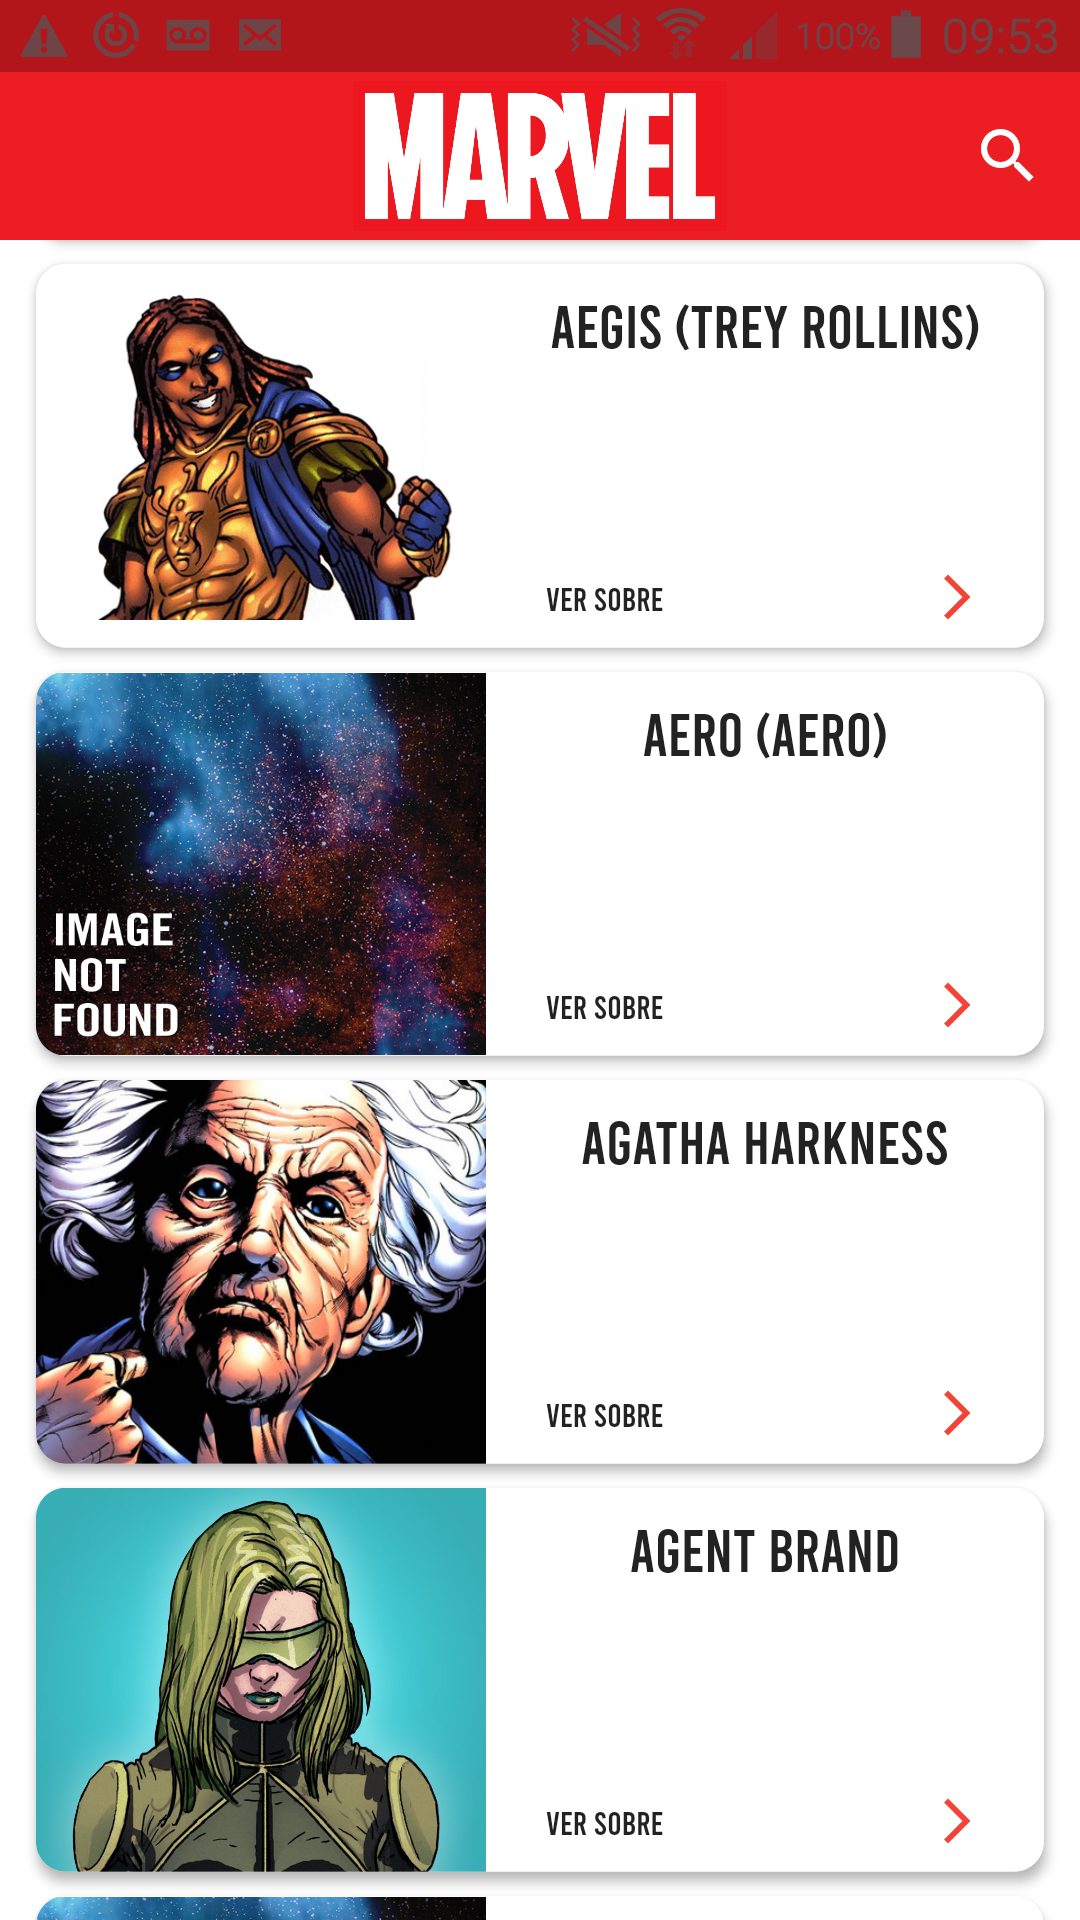 100% 09:53
MARVEL
AEGIS (TREY ROLLINS)
VER SOBRE
AERO (AERO)
IMAGE
NOT
FOUND
VER SOBRE
AGATHA HARKNESS
VER SOBRE
AGENT BRAND
VER SOBRE